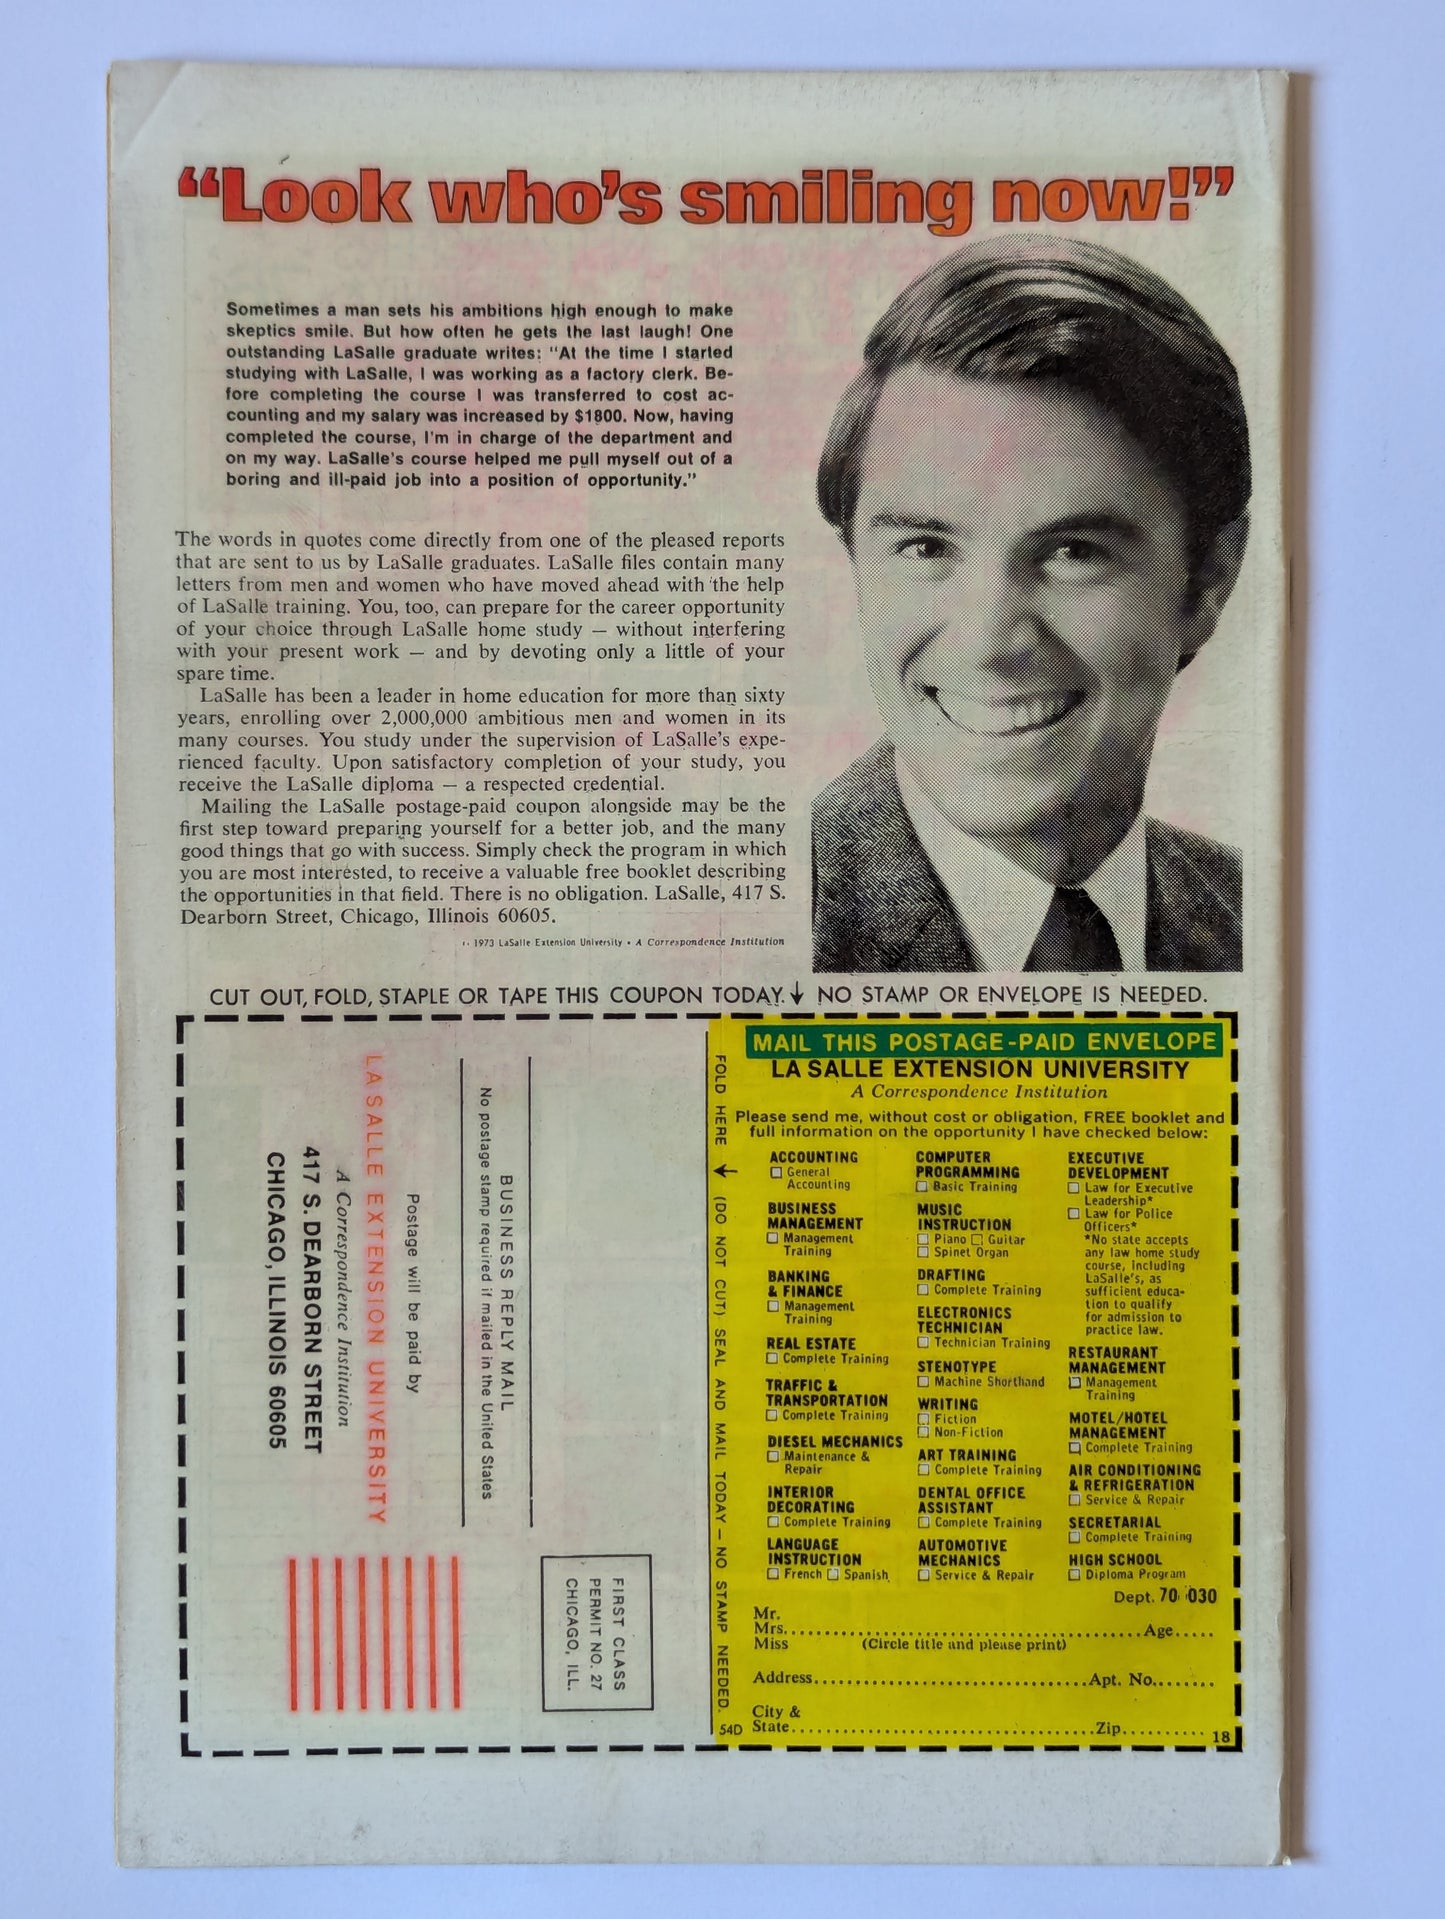 “Look who's smiling now!”
Sometimes a man sets his ambitions high enough to make
skeptics smile. But how often he gets the last laugh! One
outstanding LaSalle graduate writes: "At the time I started
studying with LaSalle, I was working as a factory clerk. Be-
fore completing the course I was transferred to cost ac-
counting and my salary was increased by $1800. Now, having
completed the course, I'm in charge of the department and
on my way. LaSalle's course helped me pull myself out of a
boring and ill-paid job into a position of opportunity."
The words in quotes come directly from one of the pleased reports
that are sent to us by LaSalle graduates. LaSalle files contain many
letters from men and women who have moved ahead with the help
of LaSalle training. You, too, can prepare for the career opportunity
of your choice through LaSalle home study — without interfering
with your present work — and by devoting only a little of your
spare time.
LaSalle has been a leader in home education for more than sixty
years, enrolling over 2,000,000 ambitious men and women in its
many courses. You study under the supervision of LaSalle's expe-
rienced faculty. Upon satisfactory completion of your study, you
receive the LaSalle diploma — a respected credential.
Mailing the LaSalle postage-paid coupon alongside may be the
first step toward preparing yourself for a better job, and the many
good things that go with success. Simply check the program in which
you are most interested, to receive a valuable free booklet describing
the opportunities in that field. There is no obligation. LaSalle, 417 S.
Dearborn Street, Chicago, Illinois 60605.
1973 LaSalle Extension University • A Correspondence Institution
CUT OUT, FOLD, STAPLE OR TAPE THIS COUPON TODAY. ↓ NO STAMP OR ENVELOPE IS NEEDED.
FIRST CLASS
PERMIT NO. 27
CHICAGO, ILL.
BUSINESS REPLY MAIL
No postage stamp required if mailed in the United States
Postage will be paid by
LA SALLE EXTENSION UNIVERSITY
A Correspondence Institution
417 S. DEARBORN STREET
CHICAGO, ILLINOIS 60605
FOLD HERE ↓ (DO NOT CUT) SEAL AND MAIL TODAY — NO STAMP NEEDED.
MAIL THIS POSTAGE-PAID ENVELOPE
LA SALLE EXTENSION UNIVERSITY
A Correspondence Institution
Please send me, without cost or obligation, FREE booklet and
full information on the opportunity I have checked below:
ACCOUNTING
☐ General
Accounting
BUSINESS
MANAGEMENT
☐ Management
Training
BANKING
& FINANCE
☐ Management
Training
REAL ESTATE
☐ Complete Training
TRAFFIC &
TRANSPORTATION
☐ Complete Training
DIESEL MECHANICS
☐ Maintenance &
Repair
INTERIOR
DECORATING
☐ Complete Training
LANGUAGE
INSTRUCTION
☐ French ☐ Spanish
COMPUTER
PROGRAMMING
☐ Basic Training
MUSIC
INSTRUCTION
☐ Piano ☐ Guitar
☐ Spinet Organ
DRAFTING
☐ Complete Training
ELECTRONICS
TECHNICIAN
☐ Technician Training
STENOTYPE
☐ Machine Shorthand
WRITING
☐ Fiction
☐ Non-Fiction
ART TRAINING
☐ Complete Training
DENTAL OFFICE
ASSISTANT
☐ Complete Training
AUTOMOTIVE
MECHANICS
☐ Service & Repair
EXECUTIVE
DEVELOPMENT
☐ Law for Executive
Leadership*
☐ Law for Police
Officers*
*No state accepts
any law home study
course, including
LaSalle's, as
sufficient educa-
tion to qualify
for admission to
practice law.
RESTAURANT
MANAGEMENT
☐ Management
Training
MOTEL/HOTEL
MANAGEMENT
☐ Complete Training
AIR CONDITIONING
& REFRIGERATION
☐ Service & Repair
SECRETARIAL
☐ Complete Training
HIGH SCHOOL
☐ Diploma Program
Dept. 70 030
Mr.
Mrs. Age
Miss (Circle title and please print)
Address Apt. No.
City &
54D State Zip 18